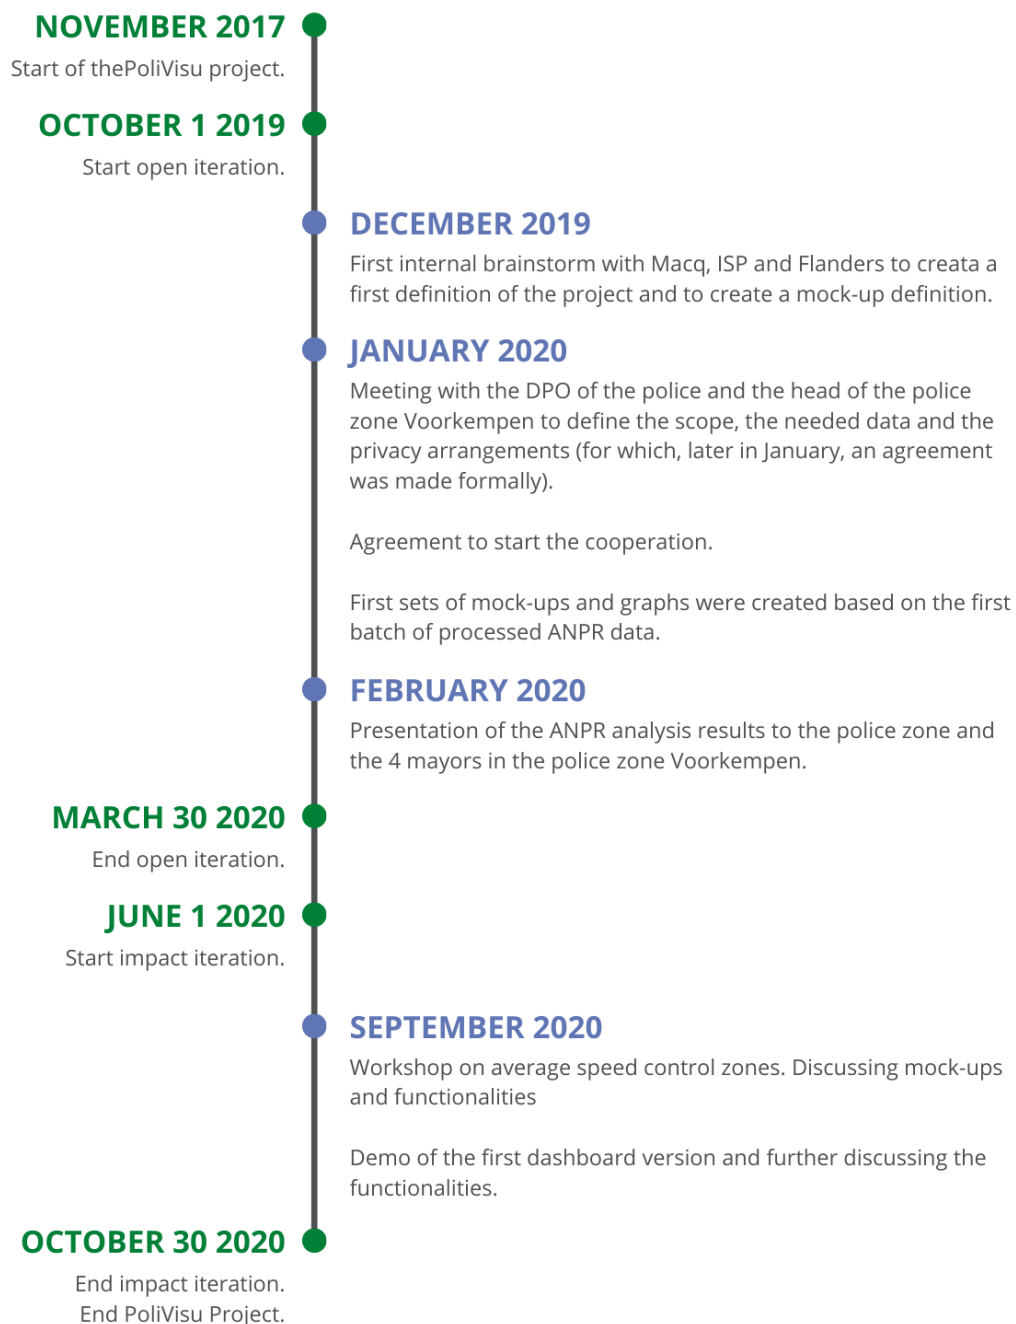 NOVEMBER 2017
Start of thePoliVisu project.
OCTOBER 1 2019
Start open iteration.
DECEMBER 2019
First internal brainstorm with Macq, ISP and Flanders to creata a
first definition of the project and to create a mock-up definition.
JANUARY 2020
Meeting with the DPO of the police and the head of the police
zone Voorkempen to define the scope, the needed data and the
privacy arrangements (for which, later in January, an agreement
was made formally).
Agreement to start the cooperation.
First sets of mock-ups and graphs were created based on the first
batch of processed ANPR data.
FEBRUARY 2020
Presentation of the ANPR analysis results to the police zone and
the 4 mayors in the police zone Voorkempen.
MARCH 30 2020
End open iteration.
JUNE 1 2020
Start impact iteration.
SEPTEMBER 2020
Workshop on average speed control zones. Discussing mock-ups
and functionalities
Demo of the first dashboard version and further discussing the
functionalities.
OCTOBER 30 2020
End impact iteration.
End PoliVisu Project.